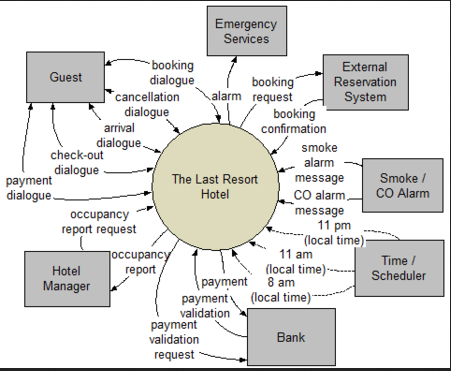 Emergency
Services
Guest
booking
dialogue
External
Reservation
System
booking
request
alarm
cancellation
dialogue
booking
confirmation
arrival
dialogue
smoke
alarm
message
check-out
dialogue
The Last Resort
Hotel
Smoke /
CO Alarm
payment
dialogue
CO alarm
message
occupancy
report request
11 pm
(local time)
Hotel
Manager
occupancy
report
11 am
(local time)
Time /
Scheduler
8 am
(local time)
payment
payment
validation
payment
validation
request
Bank